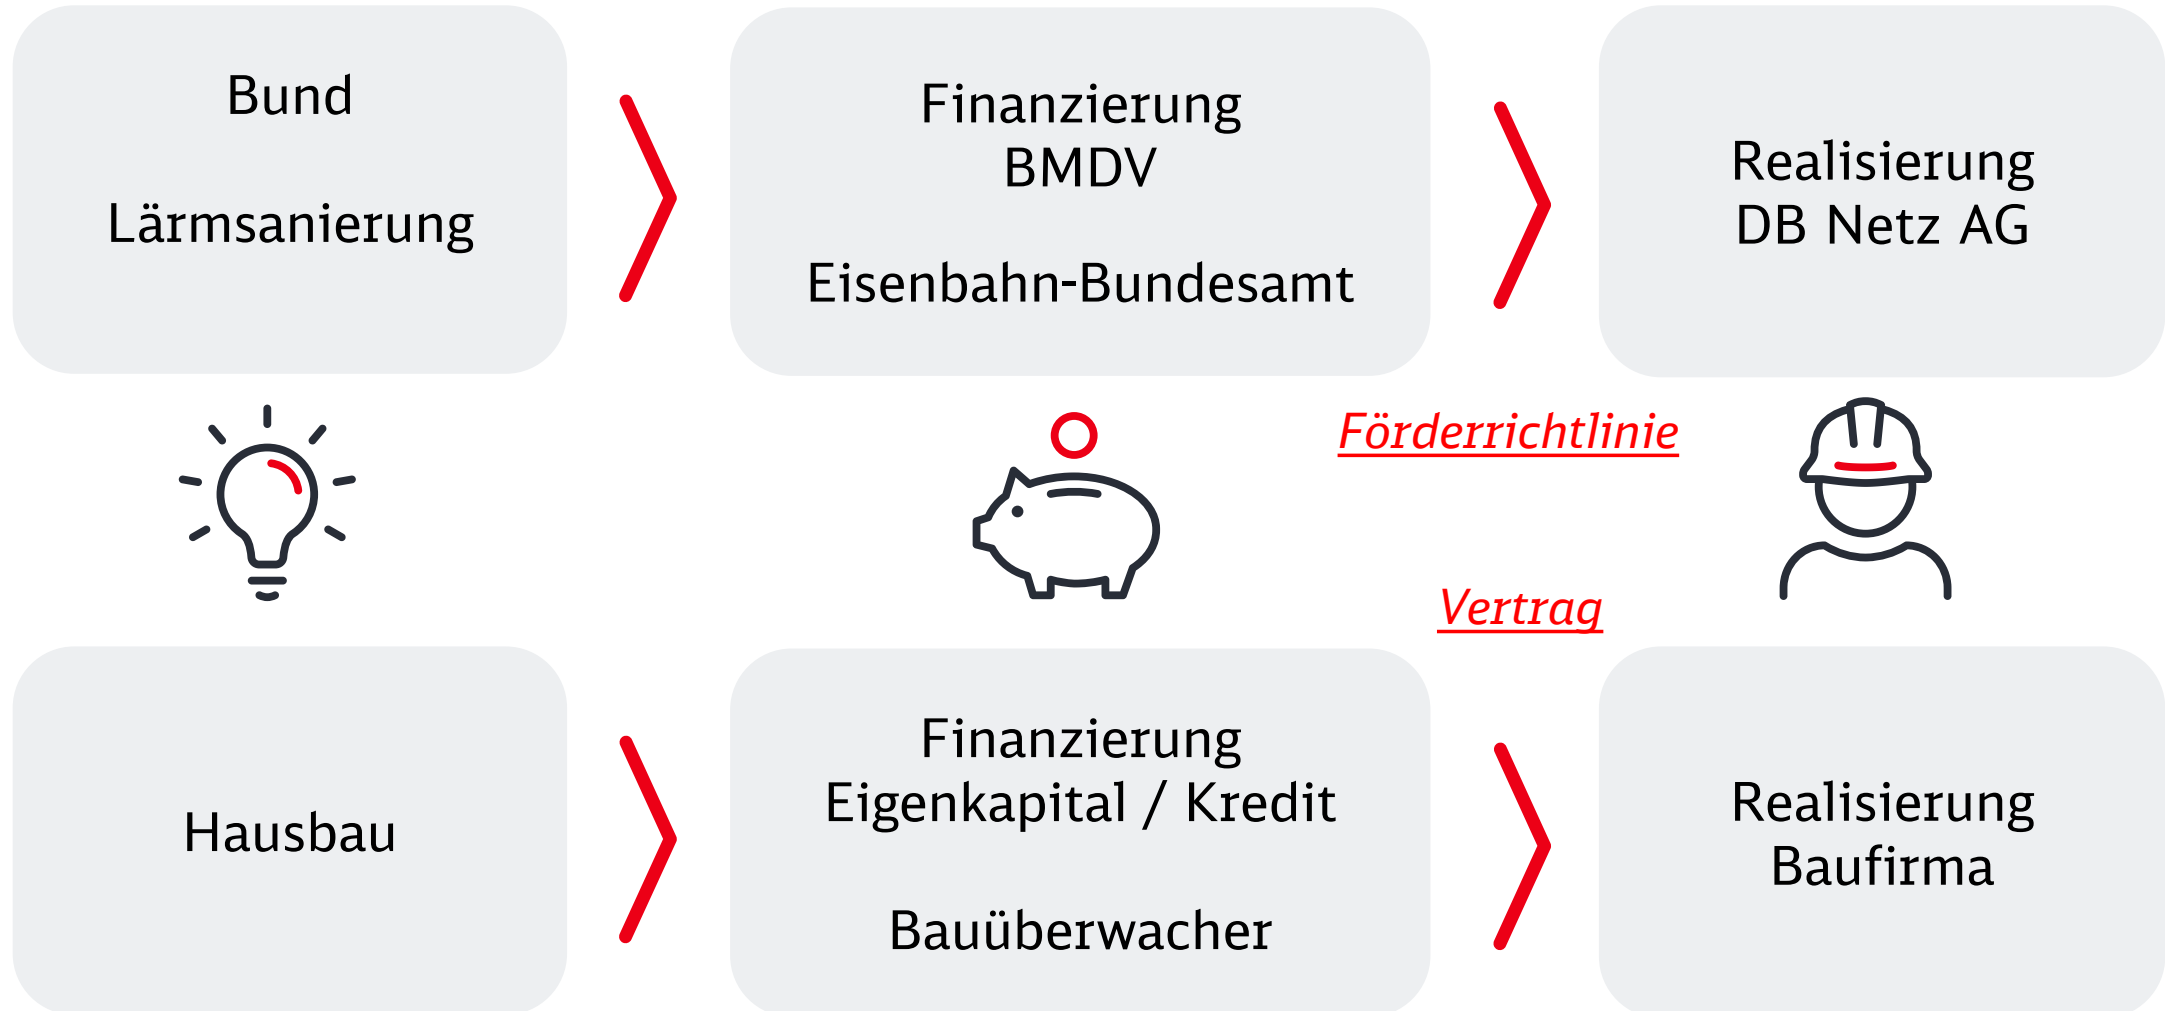 Bund
Lärmsanierung
Finanzierung
BMDV
Eisenbahn-Bundesamt
Realisierung
DB Netz AG
Förderrichtlinie
Vertrag
Hausbau
Finanzierung
Eigenkapital / Kredit
Bauüberwacher
Realisierung
Baufirma